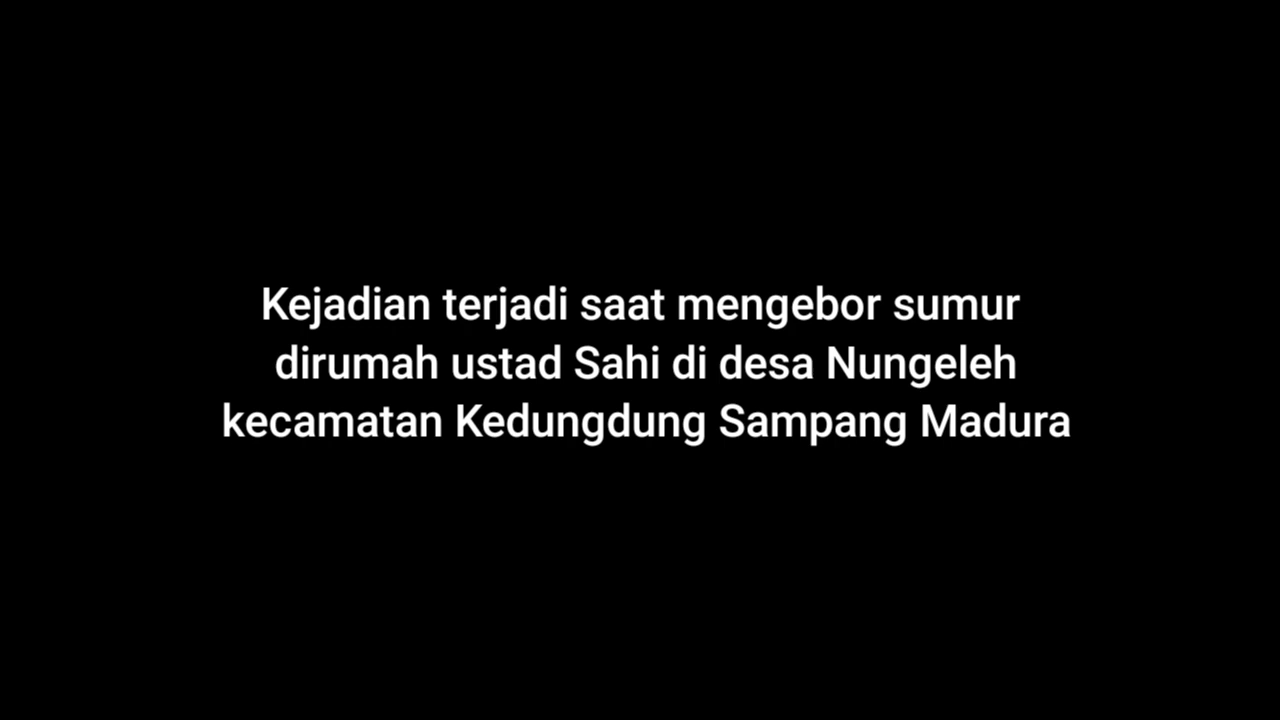 Kejadian terjadi saat mengebor sumur
dirumah ustad Sahi di desa Nungeleh
kecamatan Kedungdung Sampang Madura